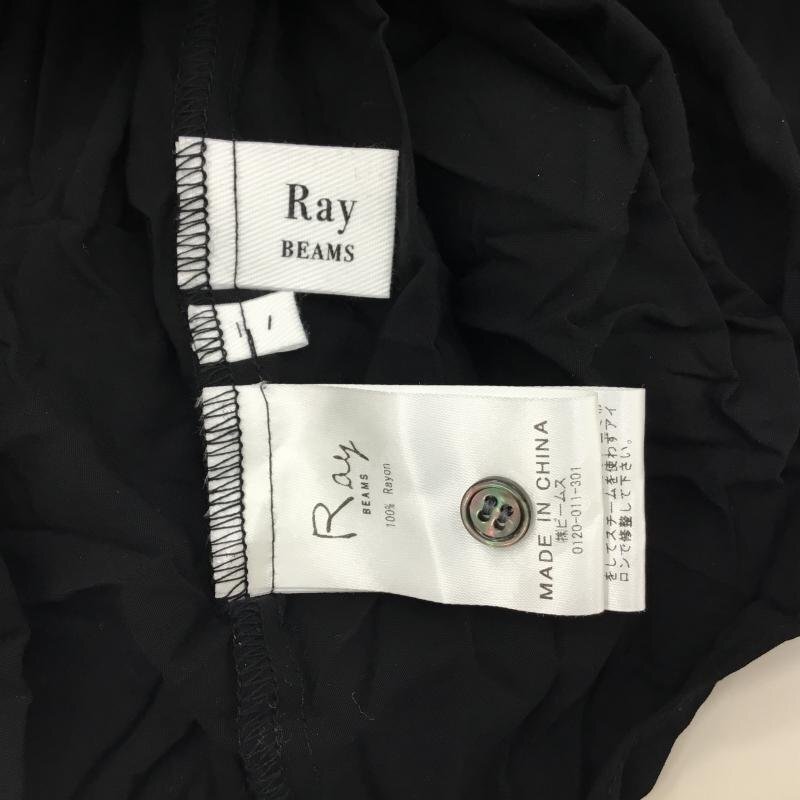 Ray
BEAMS
Ray
BEAMS
100% Rayon
MADE IN CHINA
㈱ビームス
0120-011-301
をしてスチームを使わずアイ
ロンで修整して下さい。